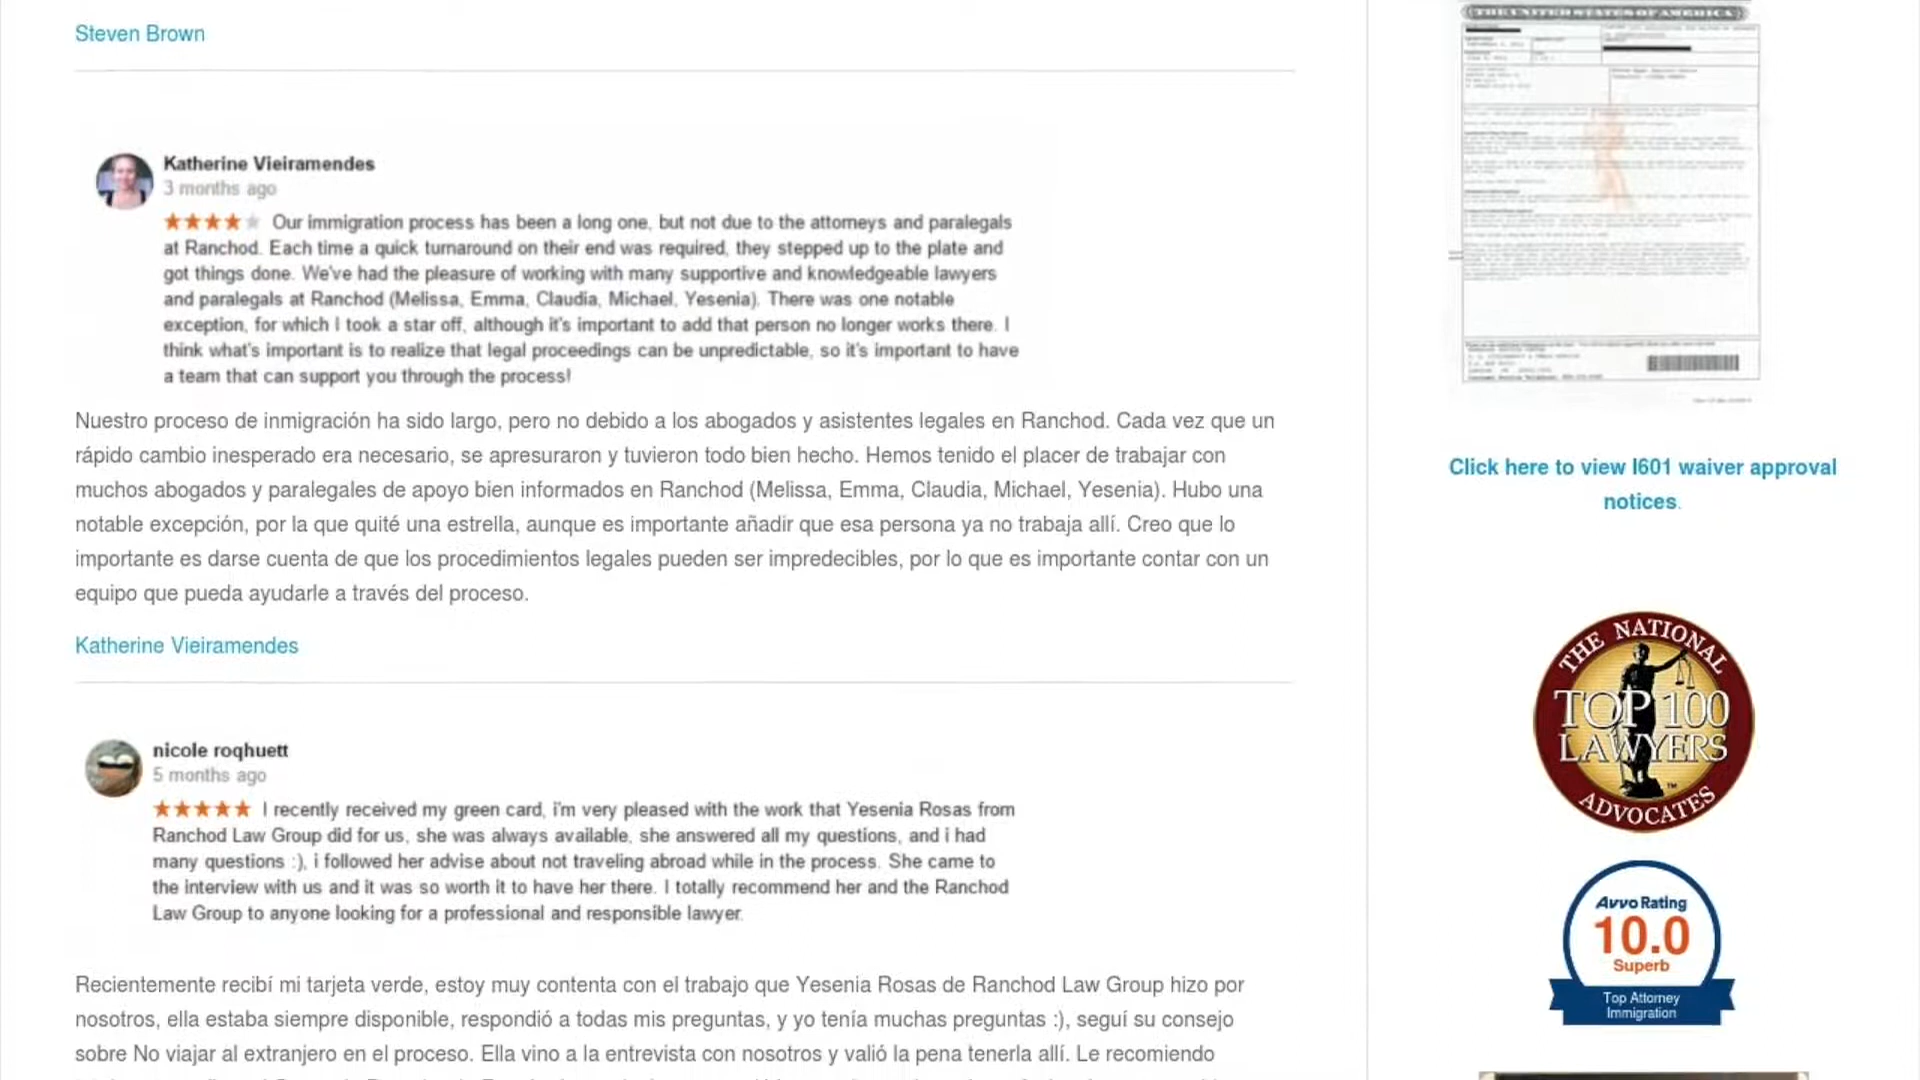 Steven Brown
Katherine Vieiramendes
3 months ago
Our immigration process has been a long one, but not due to the attorneys and paralegals
at Ranchod. Each time a quick turnaround on their end was required, they stepped up to the plate and
got things done. We've had the pleasure of working with many supportive and knowledgeable lawyers
and paralegals at Ranchod (Melissa, Emma, Claudia, Michael, Yesenia). There was one notable
exception, for which I took a star off, although it's important to add that person no longer works there. I
think what's important is to realize that legal proceedings can be unpredictable, so it's important to have
a team that can support you through the process!
Nuestro proceso de inmigración ha sido largo, pero no debido a los abogados y asistentes legales en Ranchod. Cada vez que un
rápido cambio inesperado era necesario, se apresuraron y tuvieron todo bien hecho. Hemos tenido el placer de trabajar con
muchos abogados y paralegales de apoyo bien informados en Ranchod (Melissa, Emma, Claudia, Michael, Yesenia). Hubo una
notable excepción, por la que quité una estrella, aunque es importante añadir que esa persona ya no trabaja allí. Creo que lo
importante es darse cuenta de que los procedimientos legales pueden ser impredecibles, por lo que es importante contar con un
equipo que pueda ayudarle a través del proceso.
Katherine Vieiramendes
nicole roqhuett
5 months ago
I recently received my green card, i'm very pleased with the work that Yesenia Rosas from
Ranchod Law Group did for us, she was always available, she answered all my questions, and i had
many questions :), i followed her advise about not traveling abroad while in the process. She came to
the interview with us and it was so worth it to have her there. I totally recommend her and the Ranchod
Law Group to anyone looking for a professional and responsible lawyer.
Recientemente recibí mi tarjeta verde, estoy muy contenta con el trabajo que Yesenia Rosas de Ranchod Law Group hizo por
nosotros, ella estaba siempre disponible, respondió a todas mis preguntas, y yo tenía muchas preguntas :), seguí su consejo
sobre No viajar al extranjero en el proceso. Ella vino a la entrevista con nosotros y valió la pena tenerla allí. Le recomiendo
THE UNITED STATES OF AMERICA
Click here to view I601 waiver approval
notices.
THE NATIONAL
TOP 100
LAWYERS
ADVOCATES
Avvo Rating
10.0
Superb
Top Attorney
Immigration